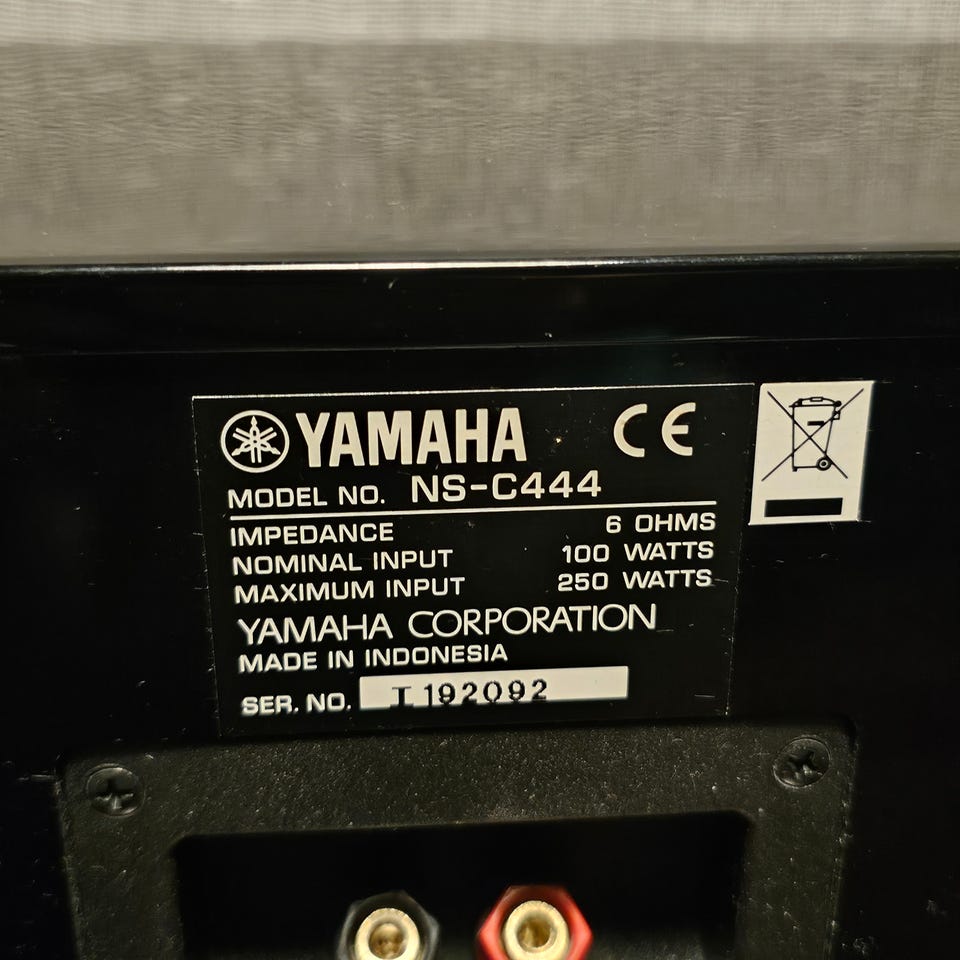 YAMAHA CE
MODEL NO. NS-C444
IMPEDANCE 6 OHMS
NOMINAL INPUT 100 WATTS
MAXIMUM INPUT 250 WATTS
YAMAHA CORPORATION
MADE IN INDONESIA
SER. NO. I192092